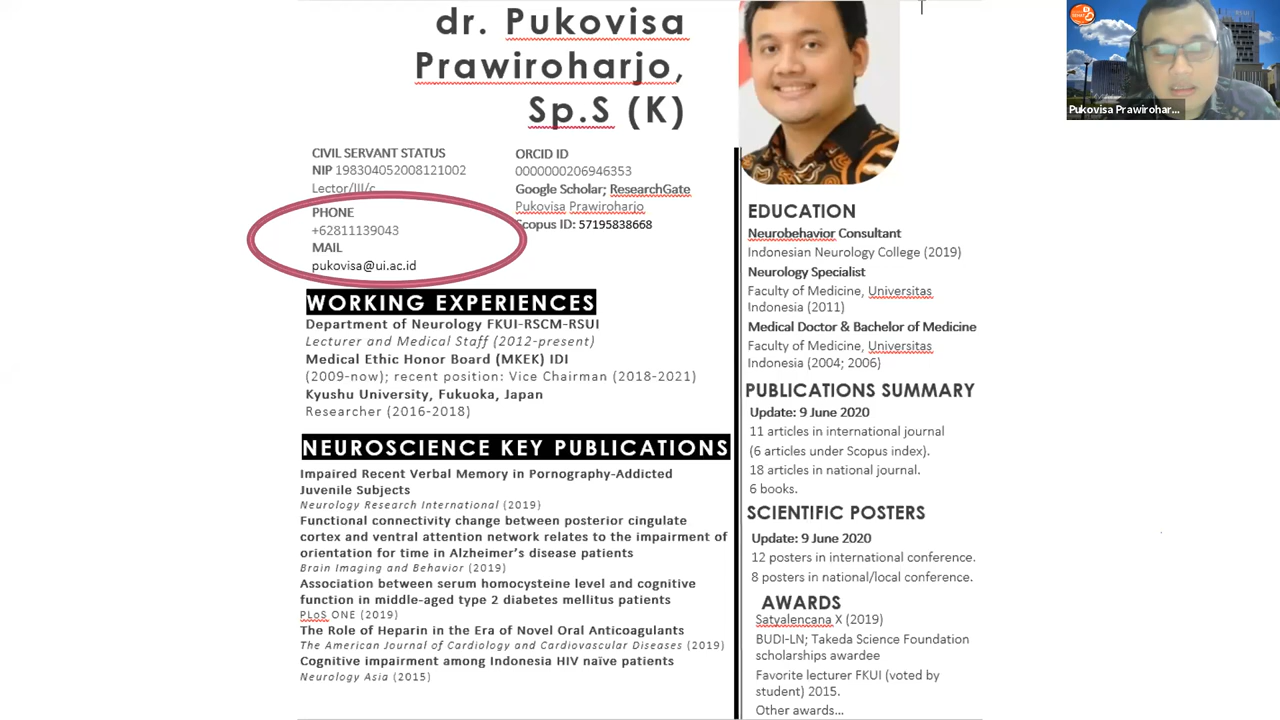 dr. Pukovisa
Prawiroharjo,
Sp.S (K)
CIVIL SERVANT STATUS
NIP 198304052008121002
Lector/III/c
PHONE
+62811139043
MAIL
pukovisa@ui.ac.id
ORCID ID
0000000206946353
Google Scholar; ResearchGate
Pukovisa Prawiroharjo
Scopus ID: 57195838668
WORKING EXPERIENCES
Department of Neurology FKUI-RSCM-RSUI
Lecturer and Medical Staff (2012-present)
Medical Ethic Honor Board (MKEK) IDI
(2009-now); recent position: Vice Chairman (2018-2021)
Kyushu University, Fukuoka, Japan
Researcher (2016-2018)
NEUROSCIENCE KEY PUBLICATIONS
Impaired Recent Verbal Memory in Pornography-Addicted
Juvenile Subjects
Neurology Research International (2019)
Functional connectivity change between posterior cingulate
cortex and ventral attention network relates to the impairment of
orientation for time in Alzheimer's disease patients
Brain Imaging and Behavior (2019)
Association between serum homocysteine level and cognitive
function in middle-aged type 2 diabetes mellitus patients
PLoS ONE (2019)
The Role of Heparin in the Era of Novel Oral Anticoagulants
The American Journal of Cardiology and Cardiovascular Diseases (2019)
Cognitive impairment among Indonesia HIV naïve patients
Neurology Asia (2015)
EDUCATION
Neurobehavior Consultant
Indonesian Neurology College (2019)
Neurology Specialist
Faculty of Medicine, Universitas
Indonesia (2011)
Medical Doctor & Bachelor of Medicine
Faculty of Medicine, Universitas
Indonesia (2004; 2006)
PUBLICATIONS SUMMARY
Update: 9 June 2020
11 articles in international journal
(6 articles under Scopus index).
18 articles in national journal.
6 books.
SCIENTIFIC POSTERS
Update: 9 June 2020
12 posters in international conference.
8 posters in national/local conference.
AWARDS
Satyalencana X (2019)
BUDI-LN; Takeda Science Foundation
scholarships awardee
Favorite lecturer FKUI (voted by
student) 2015.
Other awards...
Pukovisa Prawirohar...